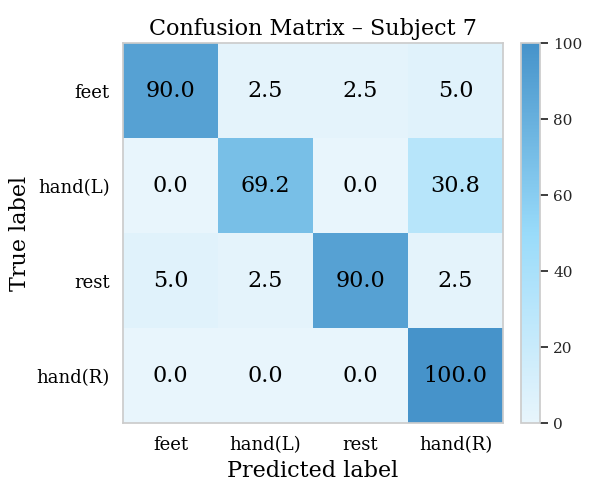 Confusion Matrix – Subject 7
feet 90.0 2.5 2.5 5.0
hand(L) 0.0 69.2 0.0 30.8
rest 5.0 2.5 90.0 2.5
hand(R) 0.0 0.0 0.0 100.0
feet hand(L) rest hand(R)
Predicted label
True label
100
80
60
40
20
0